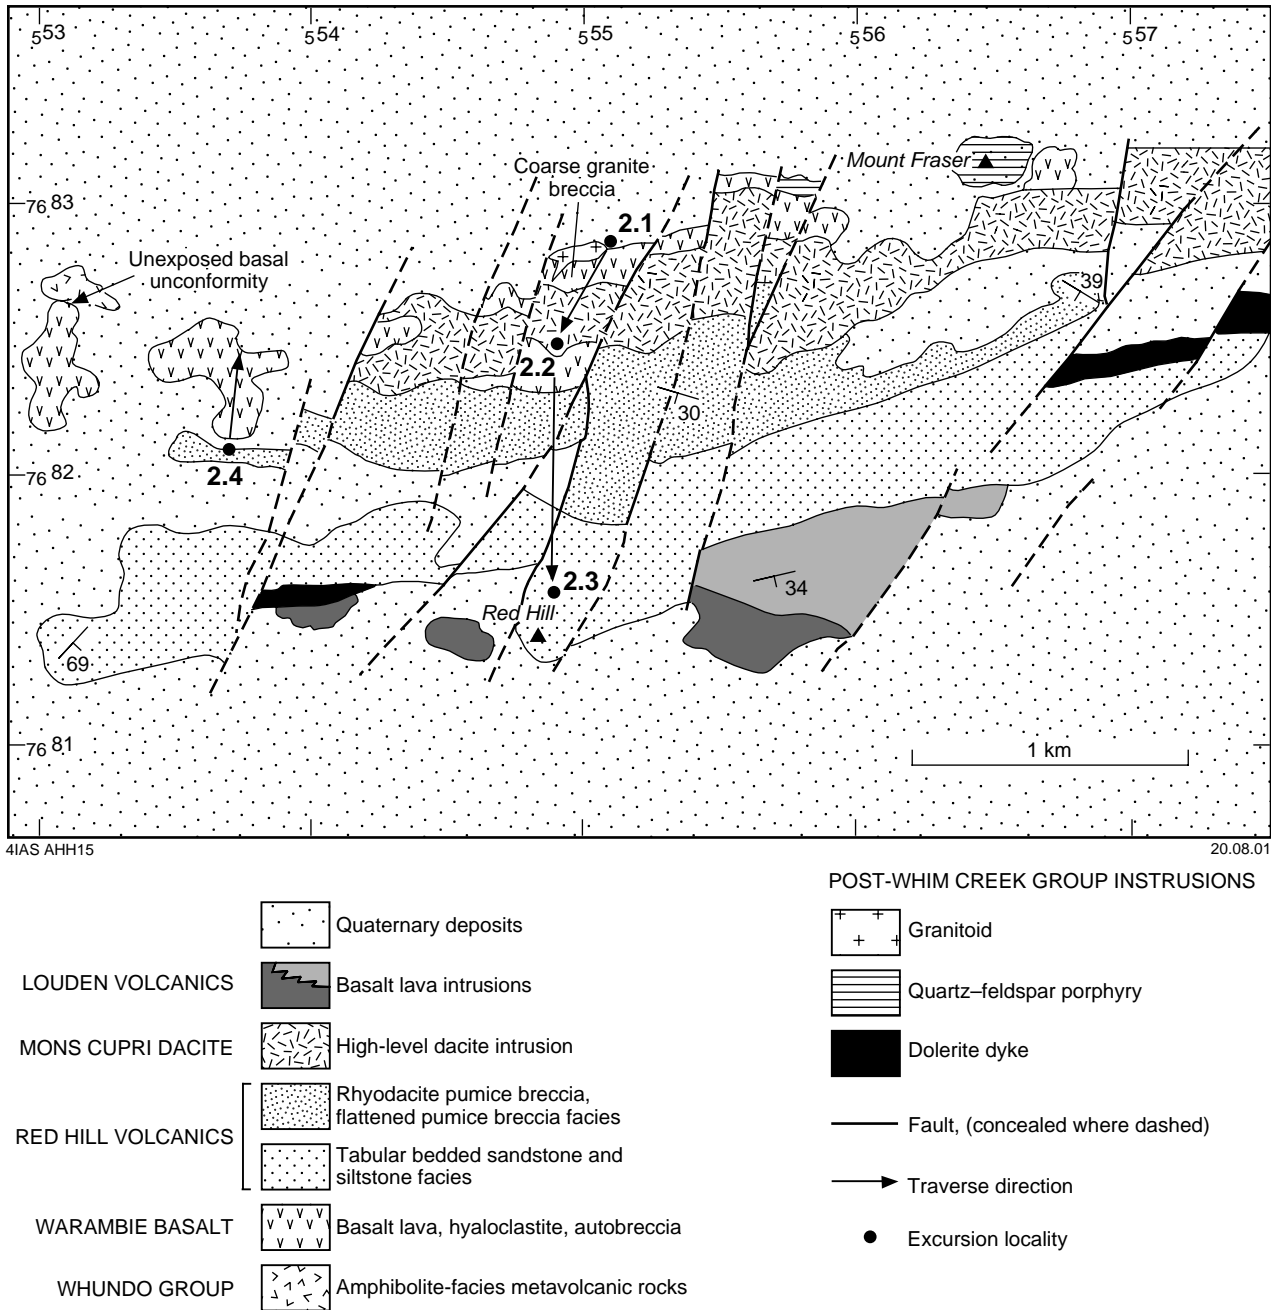 553 554 555 556 557
Coarse granite
breccia
Mount Fraser
7683
2.1
Unexposed basal
unconformity
39
2.2
30
2.4
7682
2.3
34
Red Hill
69
7681
1 km
4IAS AHH15
20.08.01
POST-WHIM CREEK GROUP INSTRUSIONS
Quaternary deposits
Granitoid
LOUDEN VOLCANICS
Basalt lava intrusions
Quartz–feldspar porphyry
MONS CUPRI DACITE
High-level dacite intrusion
Dolerite dyke
RED HILL VOLCANICS
Rhyodacite pumice breccia,
flattened pumice breccia facies
Fault, (concealed where dashed)
Tabular bedded sandstone and
siltstone facies
Traverse direction
WARAMBIE BASALT
Basalt lava, hyaloclastite, autobreccia
Excursion locality
WHUNDO GROUP
Amphibolite-facies metavolcanic rocks